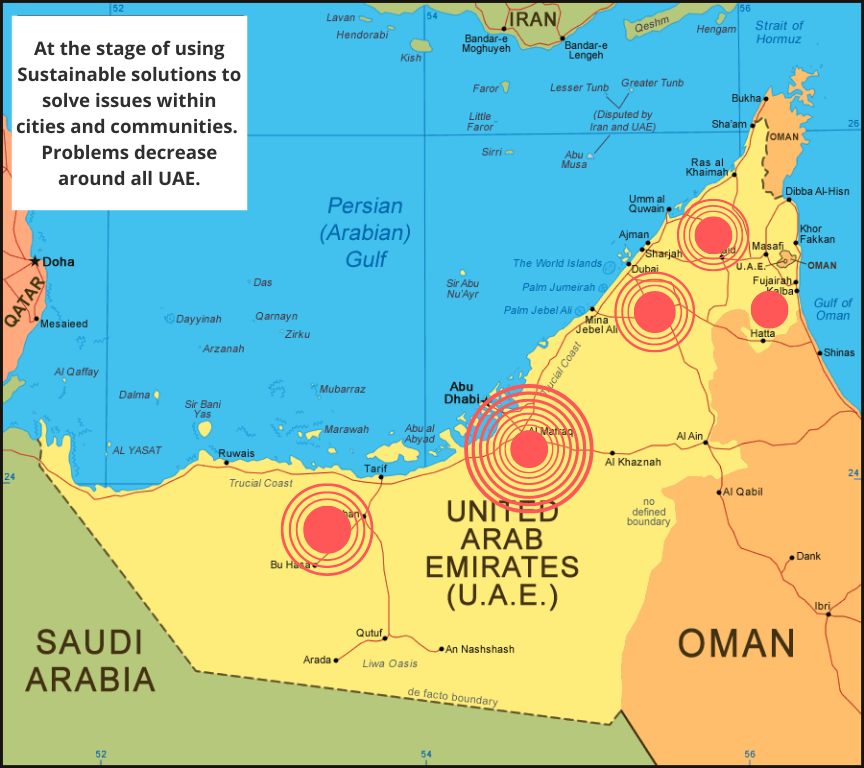 At the stage of using
Sustainable solutions to
solve issues within
cities and communities.
Problems decrease
around all UAE.
52
54
56
IRAN
Lavan
Hendorabi
Kish
Bandar-e
Moghuyeh
Bandar-e
Lengeh
Qeshm
Hengam
Strait of
Hormuz
Faror
Lesser Tunb
Greater Tunb
Bukha
Little
Faror
(Disputed by
Iran and UAE)
Sha'am
26
OMAN
Sirri
Abu
Musa
Ras al
Khaimah
Dibba Al-Hisn
Umm al
Quwain
Persian
(Arabian)
Gulf
Ajman
Sharjah
Khor
Fakkan
Masafi
id
U.A.E.
OMAN
Doha
The World Islands
Dubai
Fujairah
Kalba
QATAR
Das
Sir Abu
Nu'Ayr
Palm Jumeirah
Palm Jebel Ali
Gulf of
Oman
Mesaieed
Dayyinah
Qarnayn
Zirku
Mina
Jebel Ali
Hatta
Arzanah
Shinas
Al Qaffay
Trucial Coast
Dalma
Mubarraz
Abu
Dhabi
Sir Bani
Yas
Marawah
Abu al
Abyad
Al Mafraq
Al Ain
AL YASAT
Ruwais
Al Khaznah
24
Tarif
24
Trucial Coast
Al Qabil
no
defined
boundary
han
UNITED
ARAB
EMIRATES
(U.A.E.)
Bu Hasa
Dank
Ibri
SAUDI
ARABIA
Qutuf
An Nashshash
OMAN
Arada
Liwa Oasis
de facto boundary
52
54
56